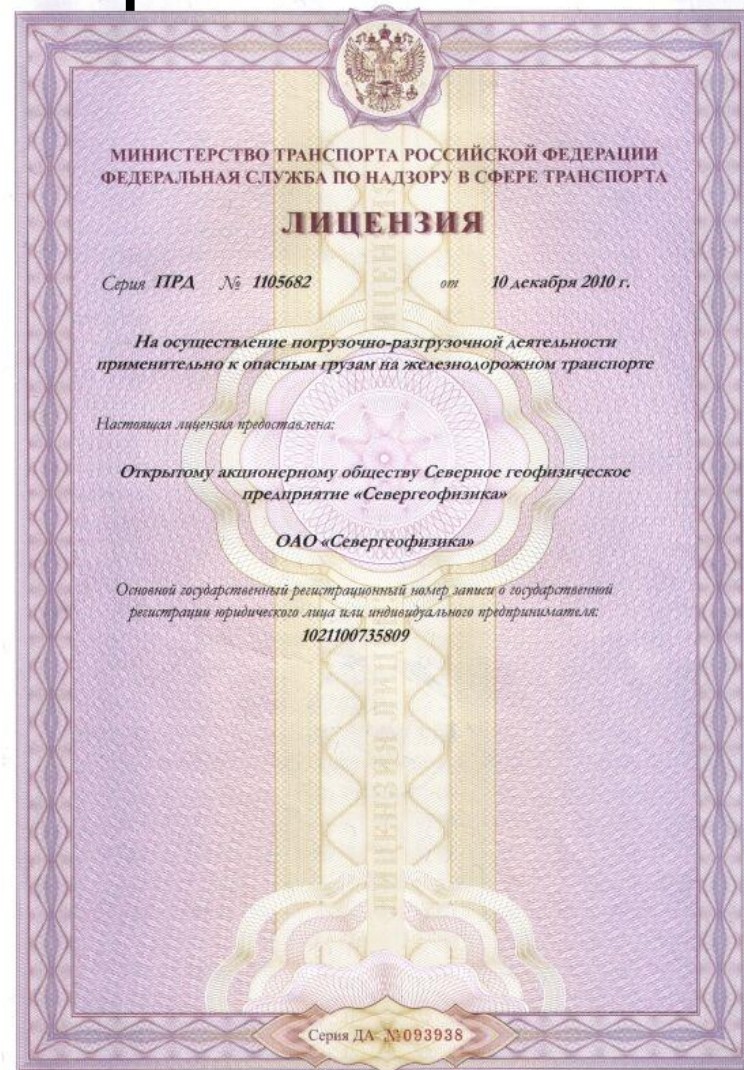 МИНИСТЕРСТВО ТРАНСПОРТА РОССИЙСКОЙ ФЕДЕРАЦИИ
ФЕДЕРАЛЬНАЯ СЛУЖБА ПО НАДЗОРУ В СФЕРЕ ТРАНСПОРТА
ЛИЦЕНЗИЯ
Серия ПРД № 1105682 от 10 декабря 2010 г.
На осуществление погрузочно-разгрузочной деятельности
применительно к опасным грузам на железнодорожном транспорте
Настоящая лицензия предоставлена:
Открытому акционерному обществу Северное геофизическое
предприятие «Севергеофизика»
ОАО «Севергеофизика»
Основной государственный регистрационный номер записи о государственной
регистрации юридического лица или индивидуального предпринимателя:
1021100735809
Серия ДА №093938